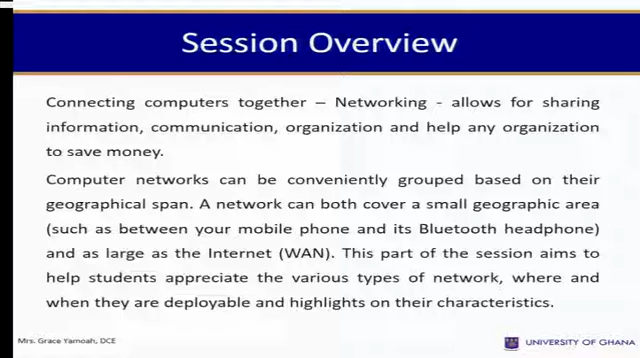 Session Overview
Connecting computers together – Networking - allows for sharing
information, communication, organization and help any organization
to save money.
Computer networks can be conveniently grouped based on their
geographical span. A network can both cover a small geographic area
(such as between your mobile phone and its Bluetooth headphone)
and as large as the Internet (WAN). This part of the session aims to
help students appreciate the various types of network, where and
when they are deployable and highlights on their characteristics.
Mrs. Grace Yamoah, DCE
UNIVERSITY OF GHANA